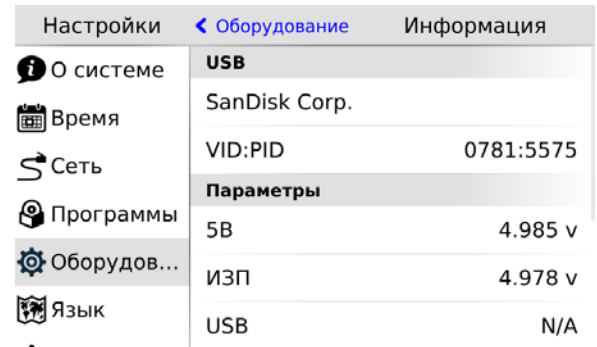 Настройки
Оборудование
Информация
О системе
Время
Сеть
Программы
Оборудов...
Язык
USB
SanDisk Corp.
VID:PID 0781:5575
Параметры
5В 4.985 v
ИЗП 4.978 v
USB N/A